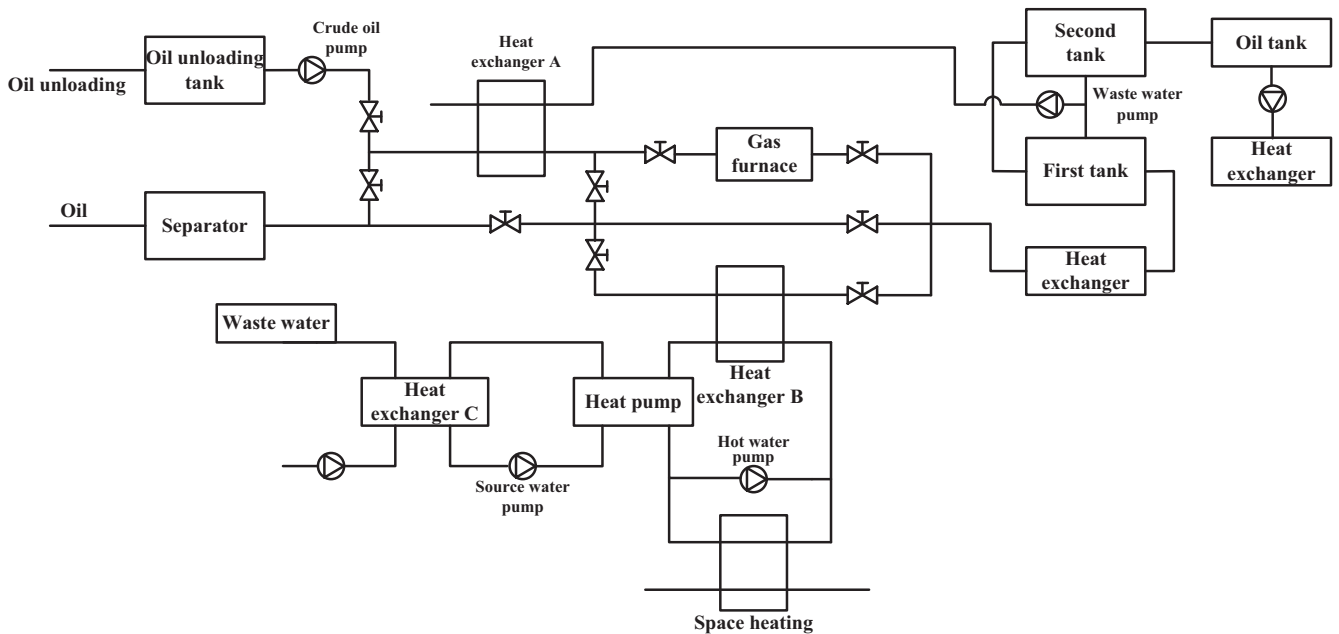 Crude oil
pump
Heat
exchanger A
Second
tank
Oil tank
Oil unloading
tank
Oil unloading
Waste water
pump
Gas
furnace
First tank
Heat
exchanger
Oil
Separator
Heat
exchanger
Waste water
Heat
exchanger C
Heat pump
Heat
exchanger B
Hot water
pump
Source water
pump
Space heating